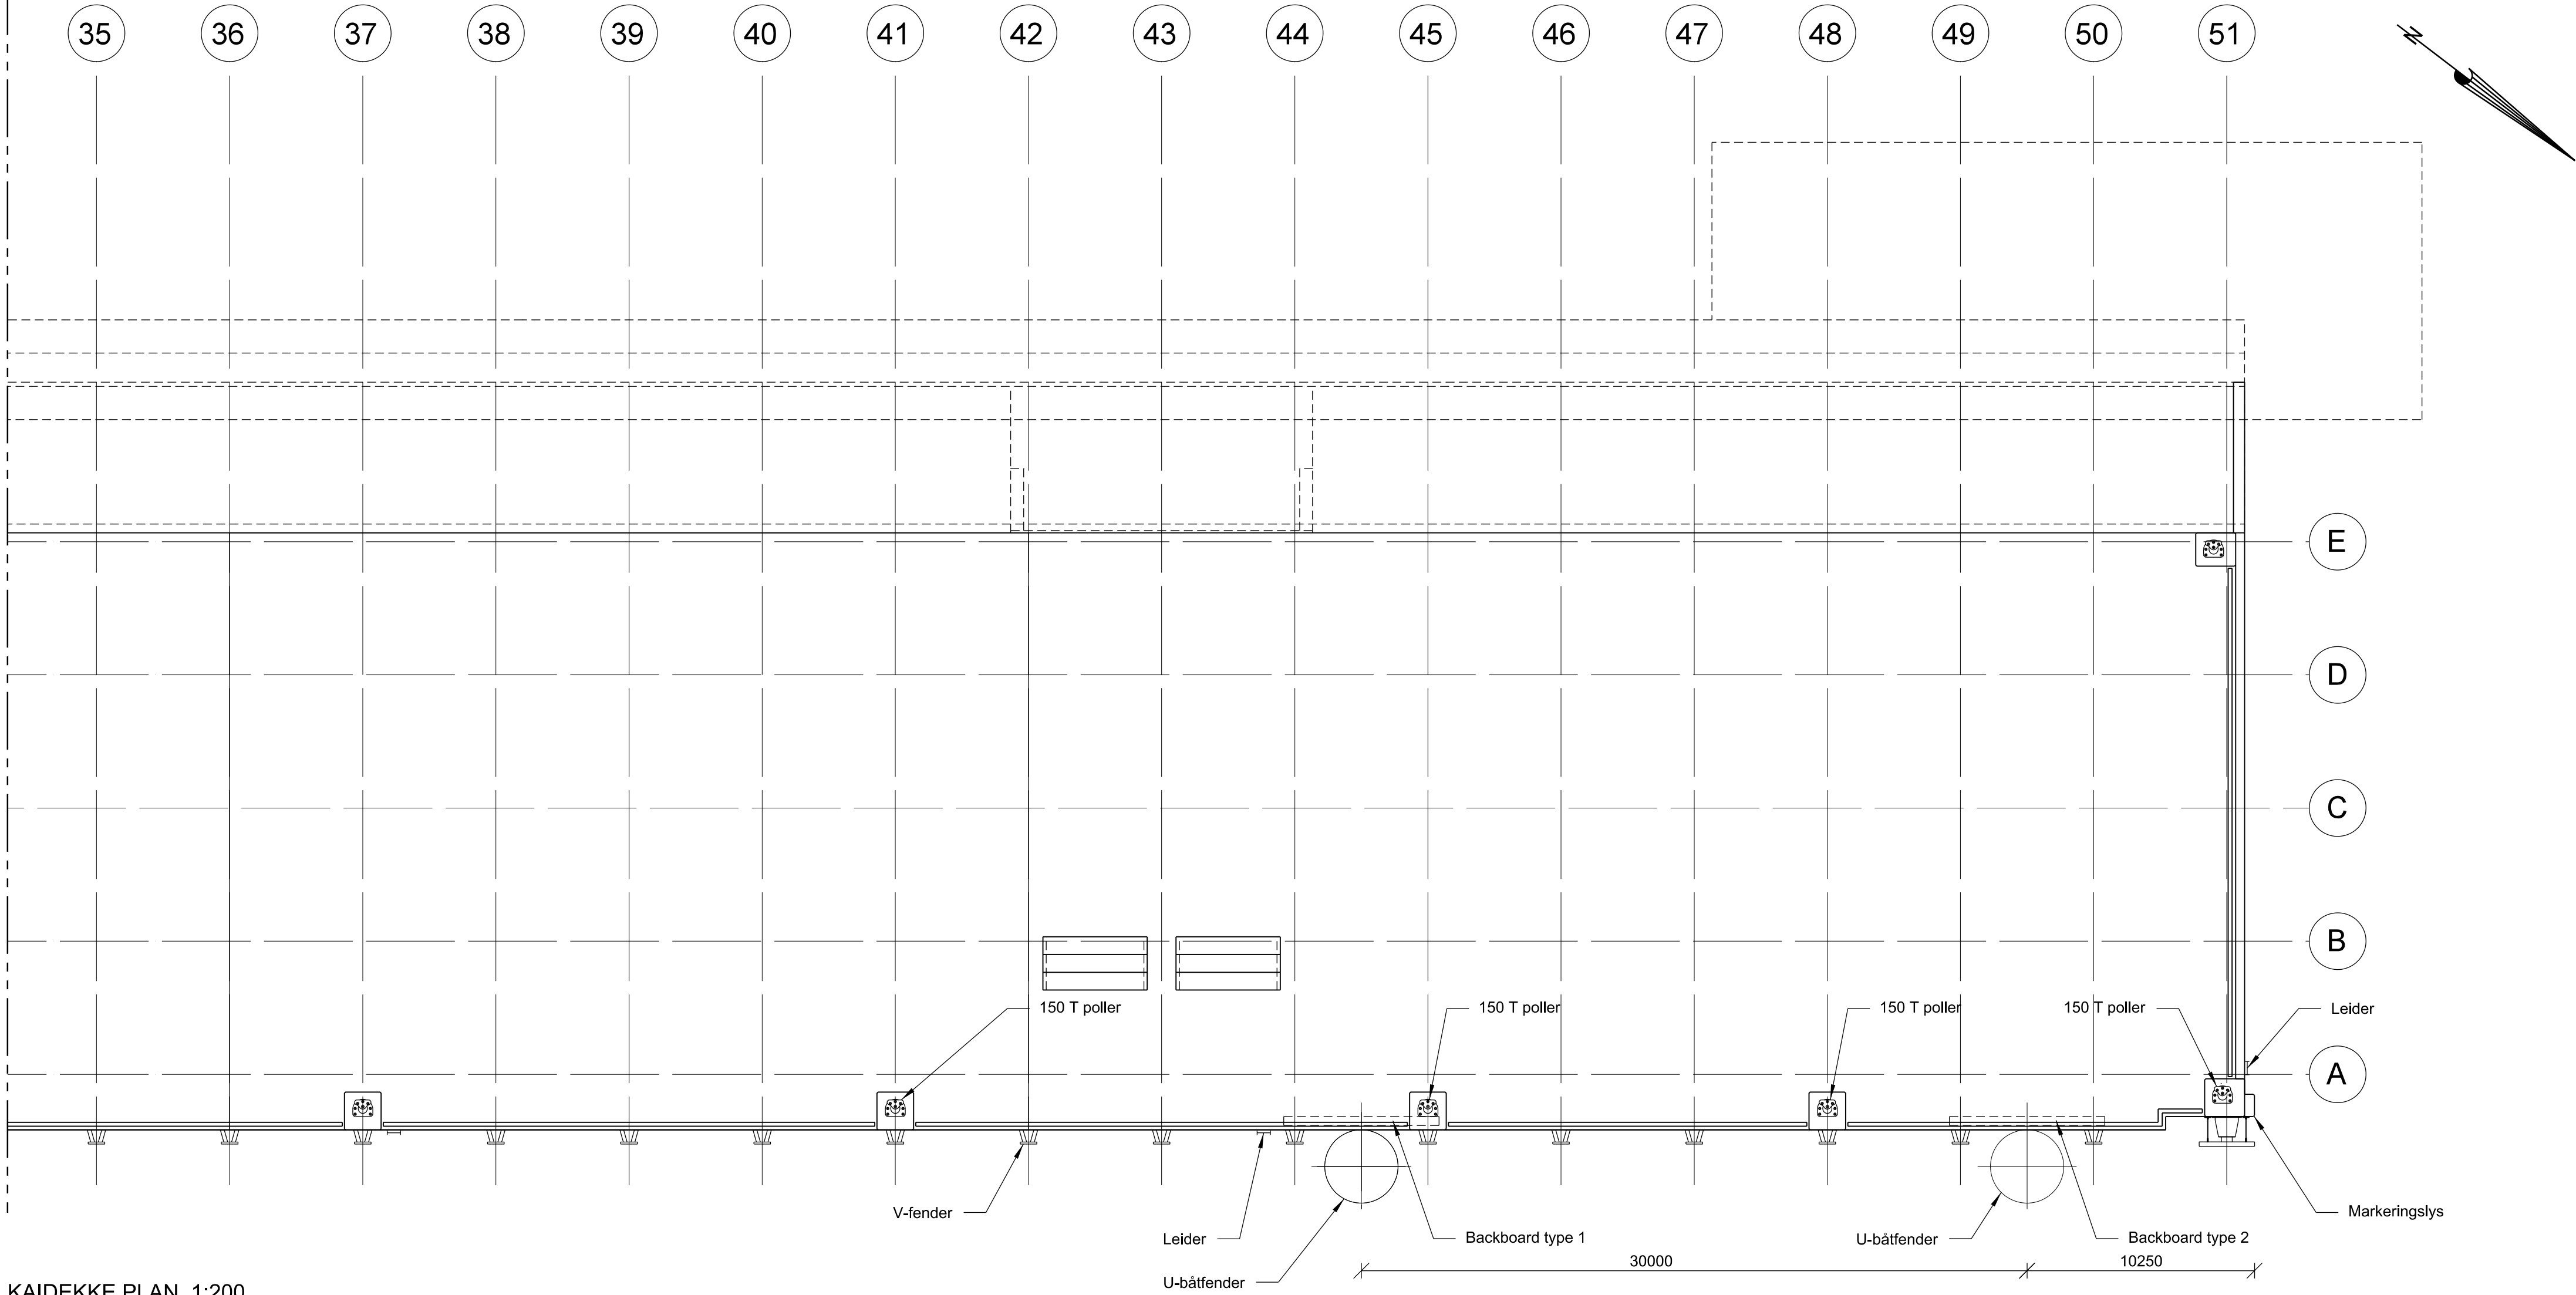 35 36 37 38 39 40 41 42 43 44 45 46 47 48 49 50 51
N
E
D
C
B
150 T poller 150 T poller 150 T poller 150 T poller Leider
A
V-fender Markeringslys
Leider Backboard type 1 U-båtfender Backboard type 2
30000 10250
U-båtfender
KAIDEKKE PLAN 1:200